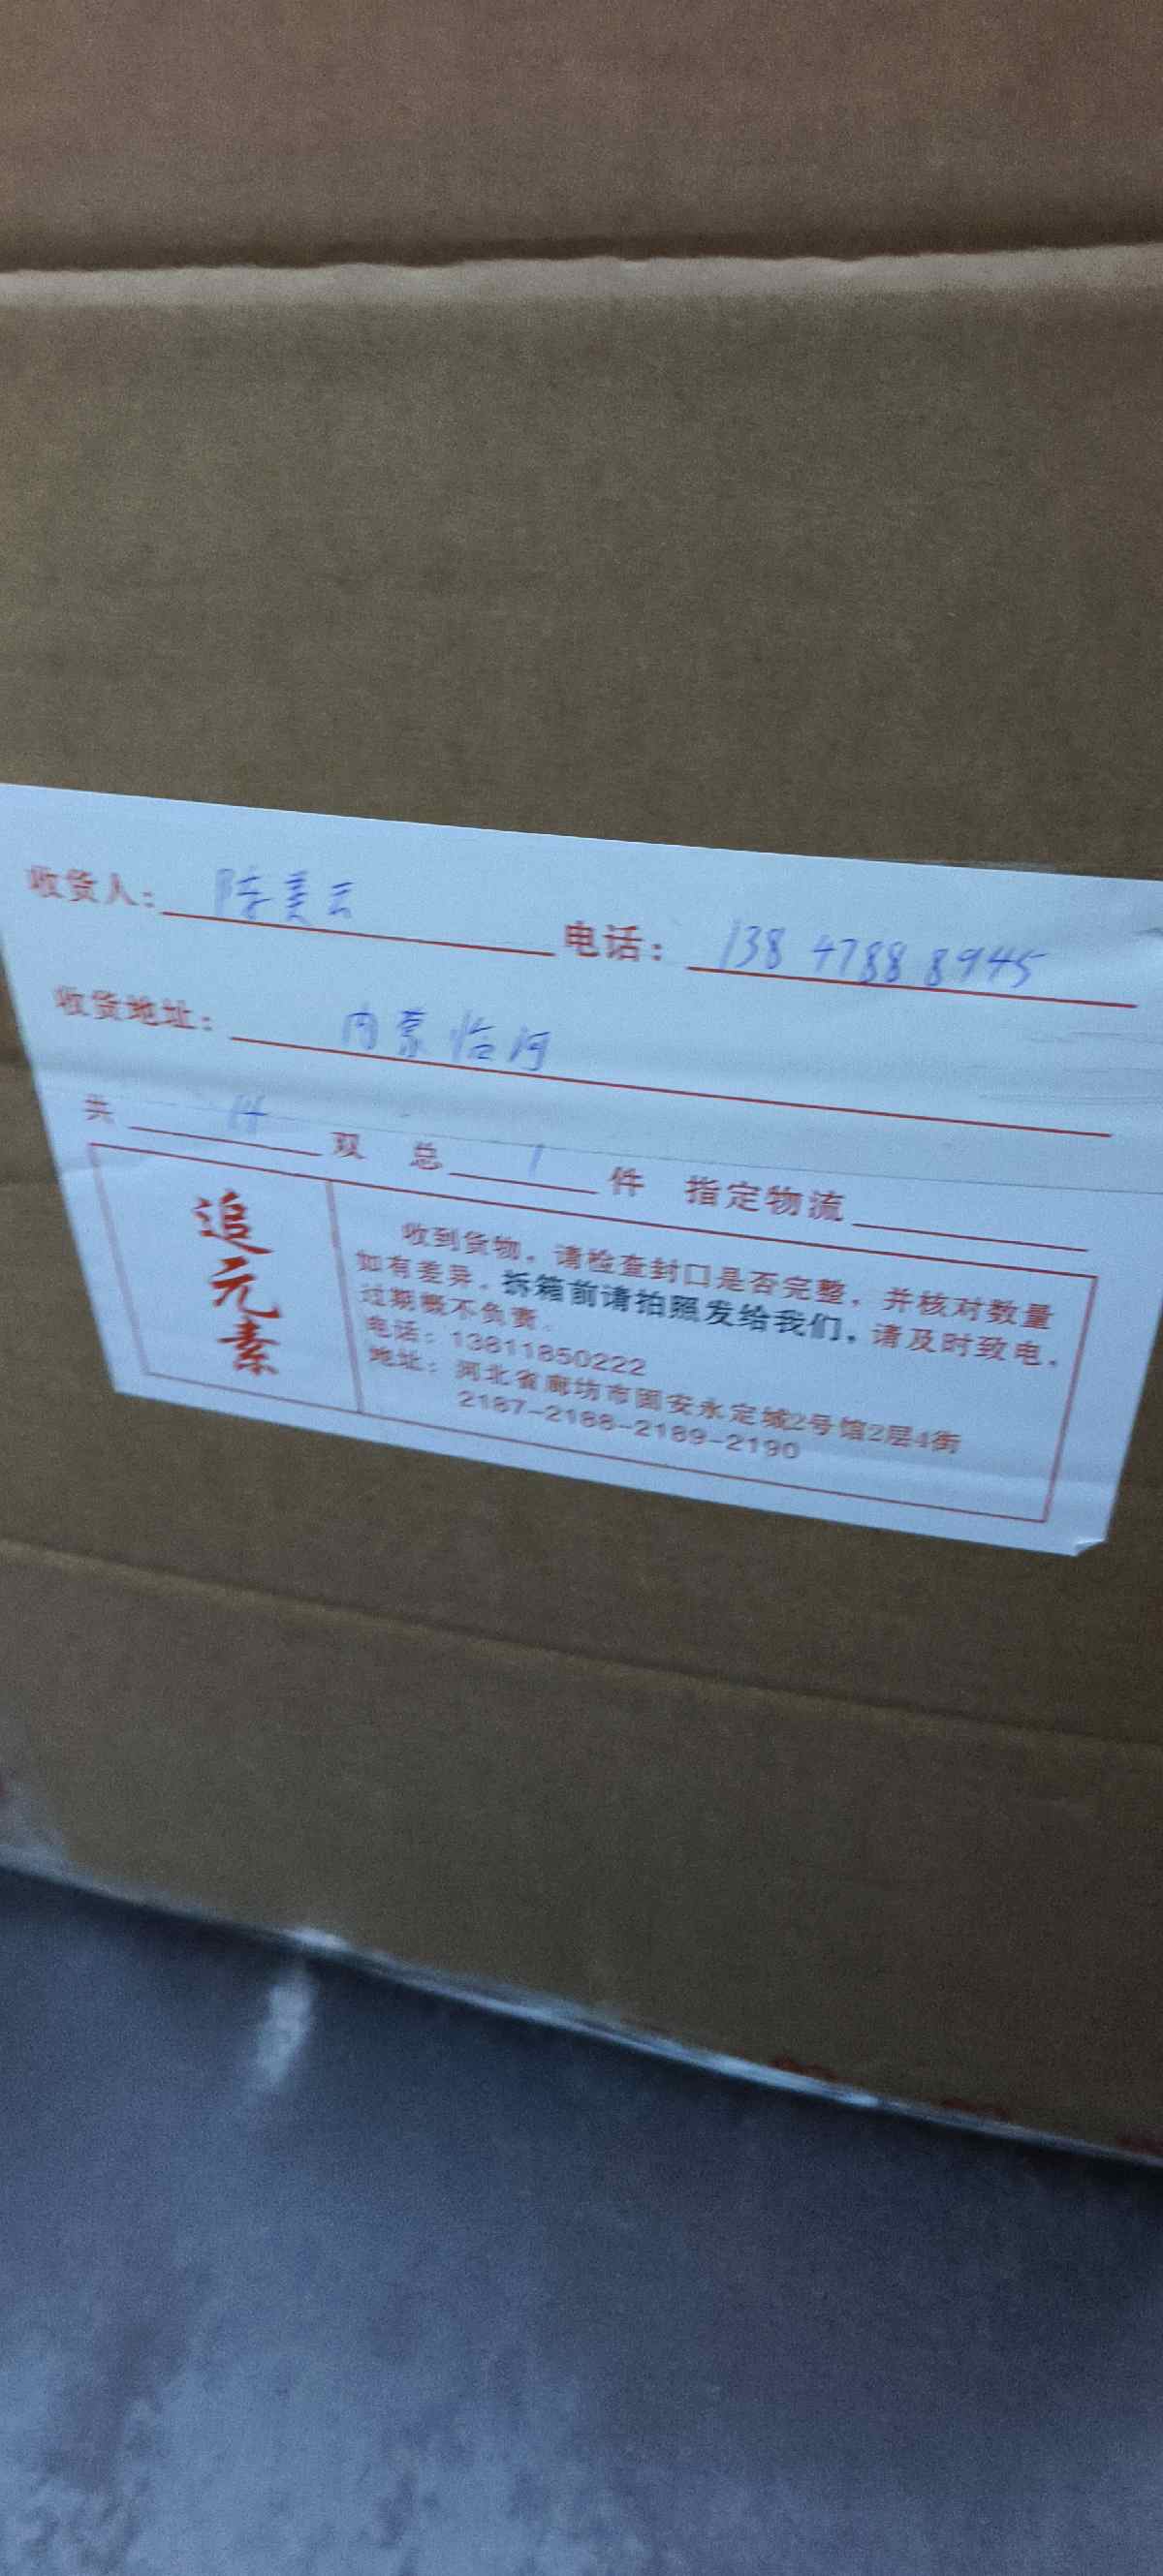 收货人：陈美云 电话：138 4788 8945
收货地址：内蒙临河
共 14 双 总 1 件 指定物流
追元素
收到货物，请检查封口是否完整，并核对数量
如有差异，拆箱前请拍照发给我们，请及时致电，
过期概不负责。
电话：13811850222
地址：河北省廊坊市固安永定城2号馆2层4街
2187-2188-2189-2190